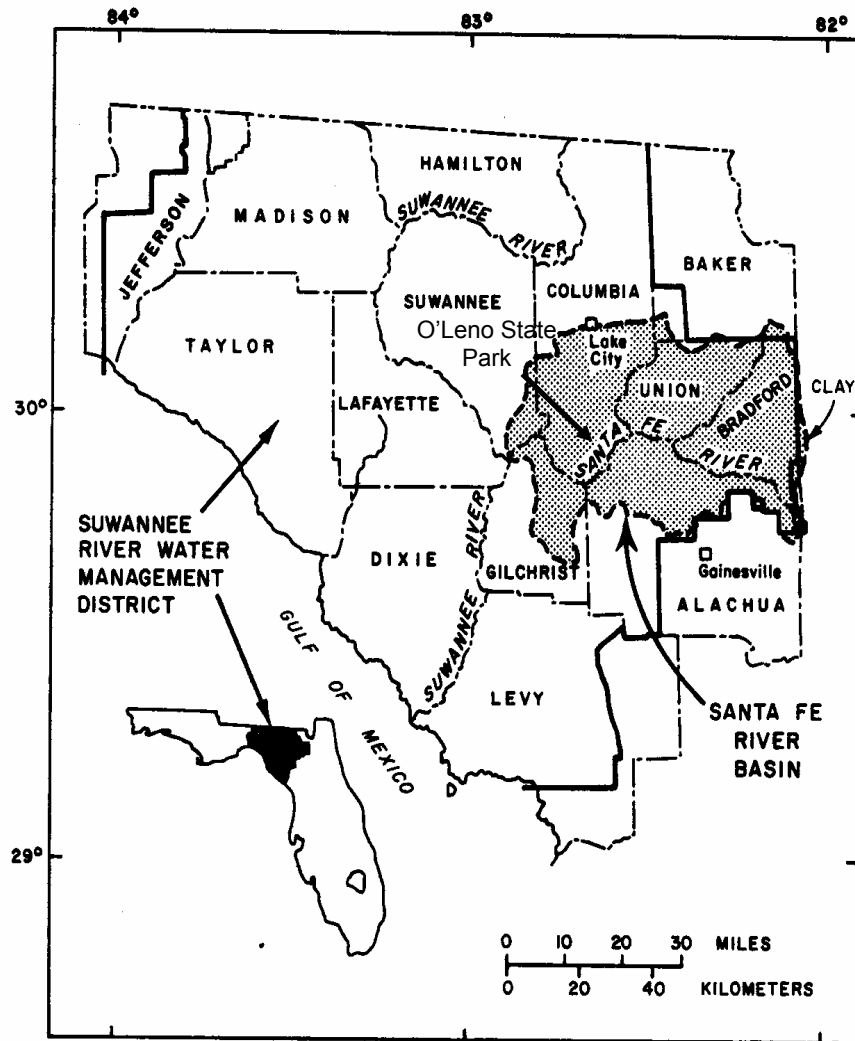 84°
83°
82°
HAMILTON
SUWANNEE
RIVER
MADISON
JEFFERSON
BAKER
COLUMBIA
SUWANNEE
O'Leno State
Park
Lake
City
TAYLOR
UNION
BRADFORD
CLAY
30°
LAFAYETTE
SANTA
FE
RIVER
SUWANNEE
RIVER WATER
MANAGEMENT
DISTRICT
DIXIE
SUWANNEE
RIVER
GILCHRIST
Gainesville
ALACHUA
GULF
OF
MEXICO
LEVY
SANTA FE
RIVER
BASIN
29°
0 10 20 30 MILES
0 20 40 KILOMETERS